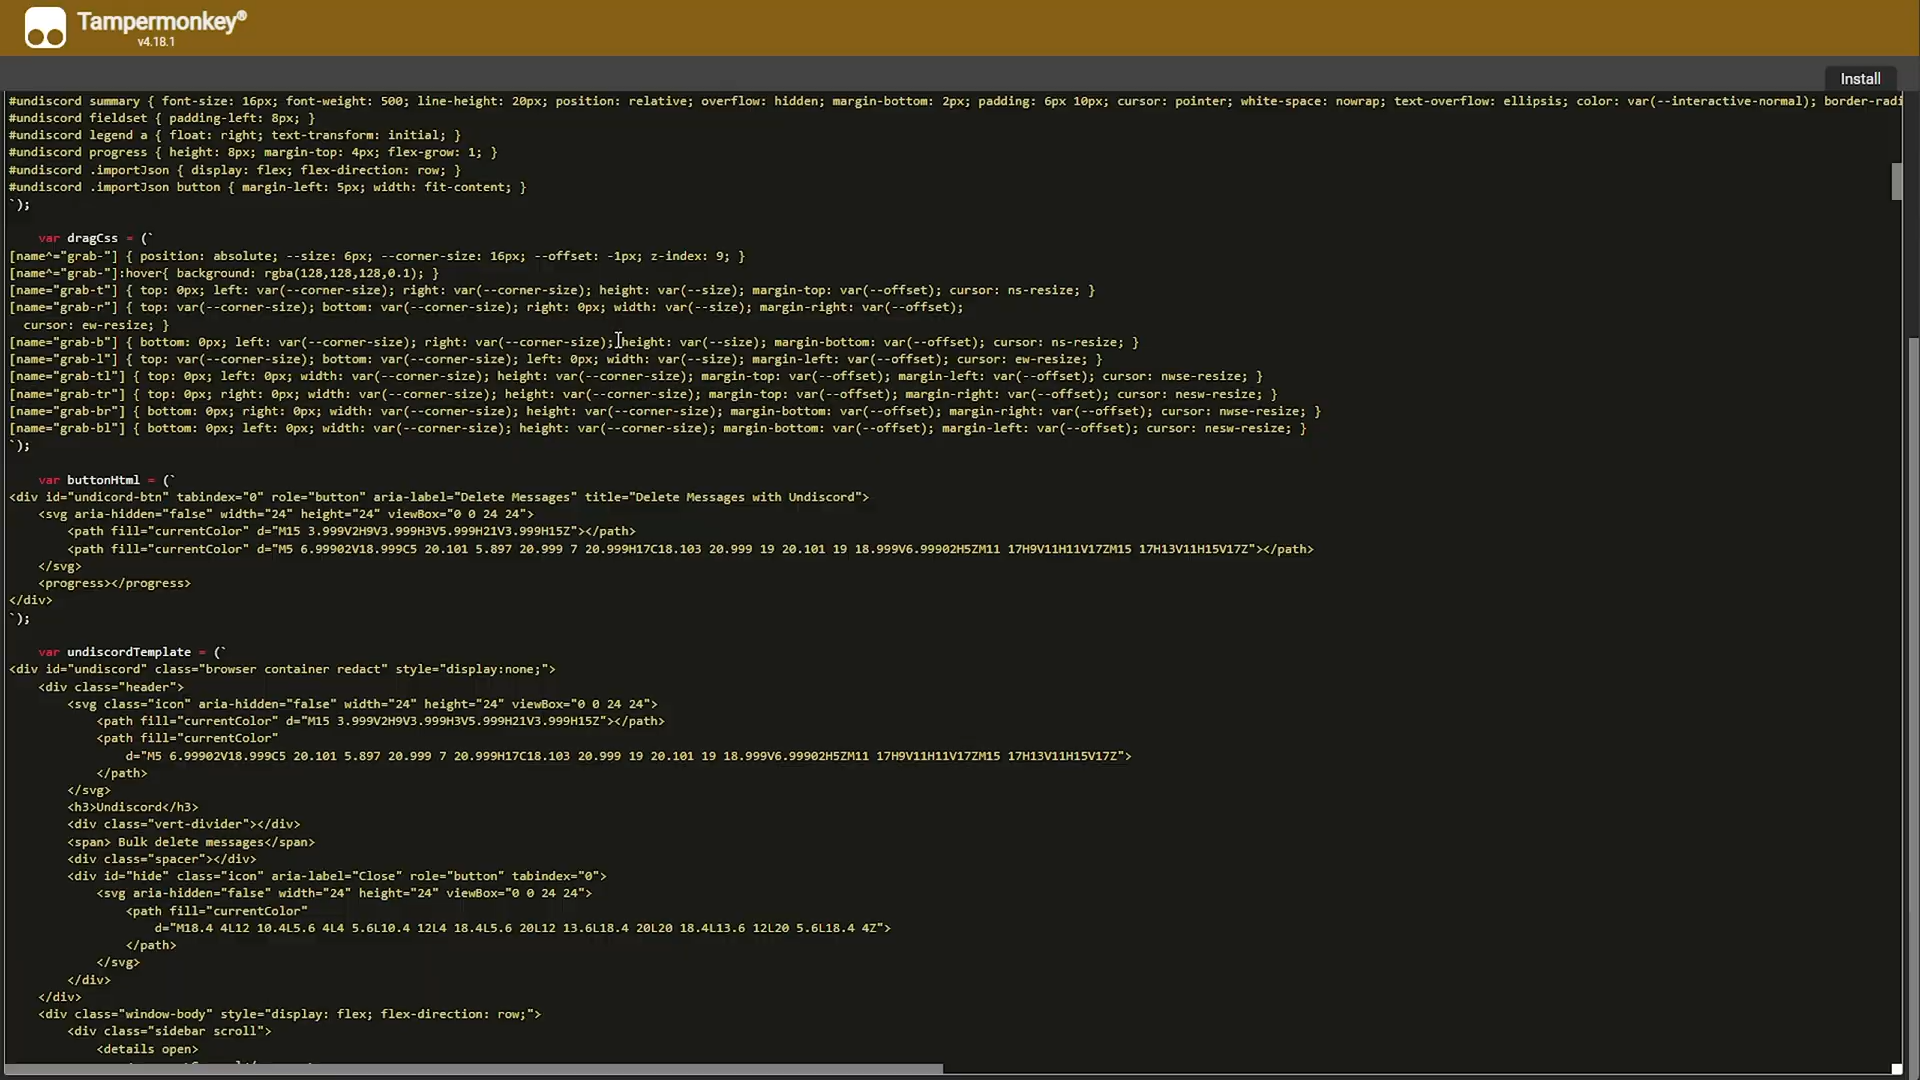 Tampermonkey®
v4.18.1
Install
#undiscord summary { font-size: 16px; font-weight: 500; line-height: 20px; position: relative; overflow: hidden; margin-bottom: 2px; padding: 6px 10px; cursor: pointer; white-space: nowrap; text-overflow: ellipsis; color: var(--interactive-normal); border-radi
#undiscord fieldset { padding-left: 8px; }
#undiscord legend a { float: right; text-transform: initial; }
#undiscord progress { height: 8px; margin-top: 4px; flex-grow: 1; }
#undiscord .importJson { display: flex; flex-direction: row; }
#undiscord .importJson button { margin-left: 5px; width: fit-content; }
`);
var dragCss = (`
[name^="grab-"] { position: absolute; --size: 6px; --corner-size: 16px; --offset: -1px; z-index: 9; }
[name^="grab-"]:hover{ background: rgba(128,128,128,0.1); }
[name="grab-t"] { top: 0px; left: var(--corner-size); right: var(--corner-size); height: var(--size); margin-top: var(--offset); cursor: ns-resize; }
[name="grab-r"] { top: var(--corner-size); bottom: var(--corner-size); right: 0px; width: var(--size); margin-right: var(--offset);
cursor: ew-resize; }
[name="grab-b"] { bottom: 0px; left: var(--corner-size); right: var(--corner-size); height: var(--size); margin-bottom: var(--offset); cursor: ns-resize; }
[name="grab-l"] { top: var(--corner-size); bottom: var(--corner-size); left: 0px; width: var(--size); margin-left: var(--offset); cursor: ew-resize; }
[name="grab-tl"] { top: 0px; left: 0px; width: var(--corner-size); height: var(--corner-size); margin-top: var(--offset); margin-left: var(--offset); cursor: nwse-resize; }
[name="grab-tr"] { top: 0px; right: 0px; width: var(--corner-size); height: var(--corner-size); margin-top: var(--offset); margin-right: var(--offset); cursor: nesw-resize; }
[name="grab-br"] { bottom: 0px; right: 0px; width: var(--corner-size); height: var(--corner-size); margin-bottom: var(--offset); margin-right: var(--offset); cursor: nwse-resize; }
[name="grab-bl"] { bottom: 0px; left: 0px; width: var(--corner-size); height: var(--corner-size); margin-bottom: var(--offset); margin-left: var(--offset); cursor: nesw-resize; }
`);
var buttonHtml = (`
<div id="undicord-btn" tabindex="0" role="button" aria-label="Delete Messages" title="Delete Messages with Undiscord">
<svg aria-hidden="false" width="24" height="24" viewBox="0 0 24 24">
<path fill="currentColor" d="M15 3.999V2H9V3.999H3V5.999H21V3.999H15Z"></path>
<path fill="currentColor" d="M5 6.99902V18.999C5 20.101 5.897 20.999 7 20.999H17C18.103 20.999 19 20.101 19 18.999V6.99902H5ZM11 17H9V11H11V17ZM15 17H13V11H15V17Z"></path>
</svg>
<progress></progress>
</div>
`);
var undiscordTemplate = (`
<div id="undiscord" class="browser container redact" style="display:none;">
<div class="header">
<svg class="icon" aria-hidden="false" width="24" height="24" viewBox="0 0 24 24">
<path fill="currentColor" d="M15 3.999V2H9V3.999H3V5.999H21V3.999H15Z"></path>
<path fill="currentColor"
d="M5 6.99902V18.999C5 20.101 5.897 20.999 7 20.999H17C18.103 20.999 19 20.101 19 18.999V6.99902H5ZM11 17H9V11H11V17ZM15 17H13V11H15V17Z">
</path>
</svg>
<h3>Undiscord</h3>
<div class="vert-divider"></div>
<span> Bulk delete messages</span>
<div class="spacer"></div>
<div id="hide" class="icon" aria-label="Close" role="button" tabindex="0">
<svg aria-hidden="false" width="24" height="24" viewBox="0 0 24 24">
<path fill="currentColor"
d="M18.4 4L12 10.4L5.6 4L4 5.6L10.4 12L4 18.4L5.6 20L12 13.6L18.4 20L20 18.4L13.6 12L20 5.6L18.4 4Z">
</path>
</svg>
</div>
</div>
<div class="window-body" style="display: flex; flex-direction: row;">
<div class="sidebar scroll">
<details open>